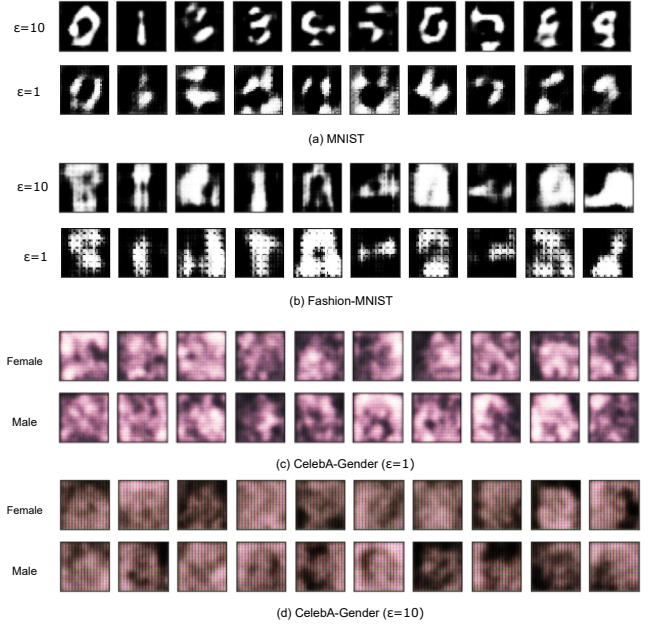 ε=10
ε=1
(a) MNIST
ε=10
ε=1
(b) Fashion-MNIST
Female
Male
(c) CelebA-Gender (ε=1)
Female
Male
(d) CelebA-Gender (ε=10)